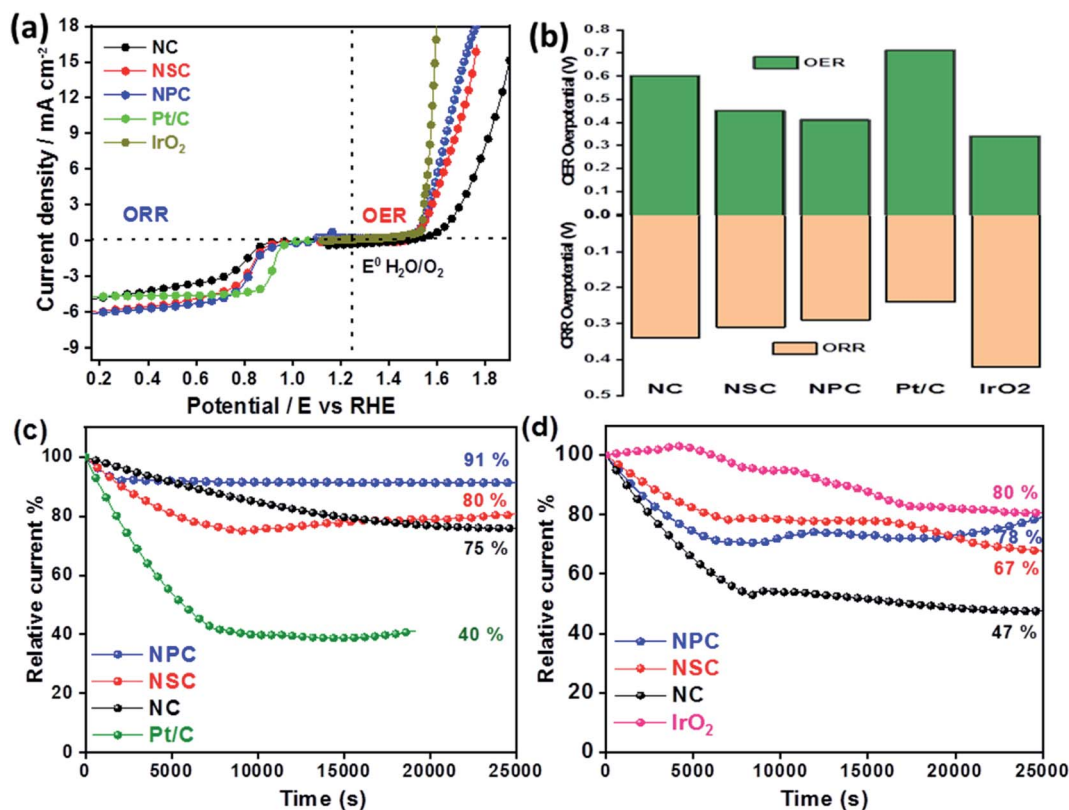 (a)
18
15
12
9
6
3
0
-3
-6
-9
Current density / mA cm⁻²
NC
NSC
NPC
Pt/C
IrO₂
ORR
OER
E⁰ H₂O/O₂
0.2 0.4 0.6 0.8 1.0 1.2 1.4 1.6 1.8
Potential / E vs RHE
(b)
0.8
0.7
0.6
0.5
0.4
0.3
0.2
0.1
0.0
0.1
0.2
0.3
0.4
0.5
OER Overpotential (V)
ORR Overpotential (V)
OER
ORR
NC NSC NPC Pt/C IrO2
(c)
100
80
60
40
20
0
Relative current %
91 %
80 %
75 %
40 %
NPC
NSC
NC
Pt/C
0 5000 10000 15000 20000 25000
Time (s)
(d)
100
80
60
40
20
0
Relative current %
80 %
78 %
67 %
47 %
NPC
NSC
NC
IrO₂
0 5000 10000 15000 20000 25000
Time (s)